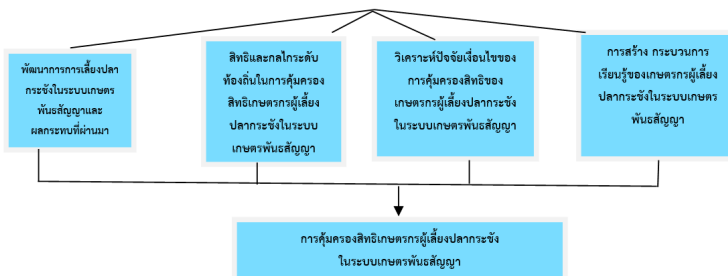 พัฒนาการการเลี้ยงปลา
กระชังในระบบเกษตร
พันธสัญญาและ
ผลกระทบที่ผ่านมา
สิทธิและกลไกระดับ
ท้องถิ่นในการคุ้มครอง
สิทธิเกษตรกรผู้เลี้ยง
ปลากระชังในระบบ
เกษตรพันธสัญญา
วิเคราะห์ปัจจัยเงื่อนไขของ
การคุ้มครองสิทธิของ
เกษตรกรผู้เลี้ยงปลากระชัง
ในระบบเกษตรพันธสัญญา
การสร้าง กระบวนการ
เรียนรู้ของเกษตรกรผู้เลี้ยง
ปลากระชังในระบบเกษตร
พันธสัญญา
การคุ้มครองสิทธิเกษตรกรผู้เลี้ยงปลากระชัง
ในระบบเกษตรพันธสัญญา